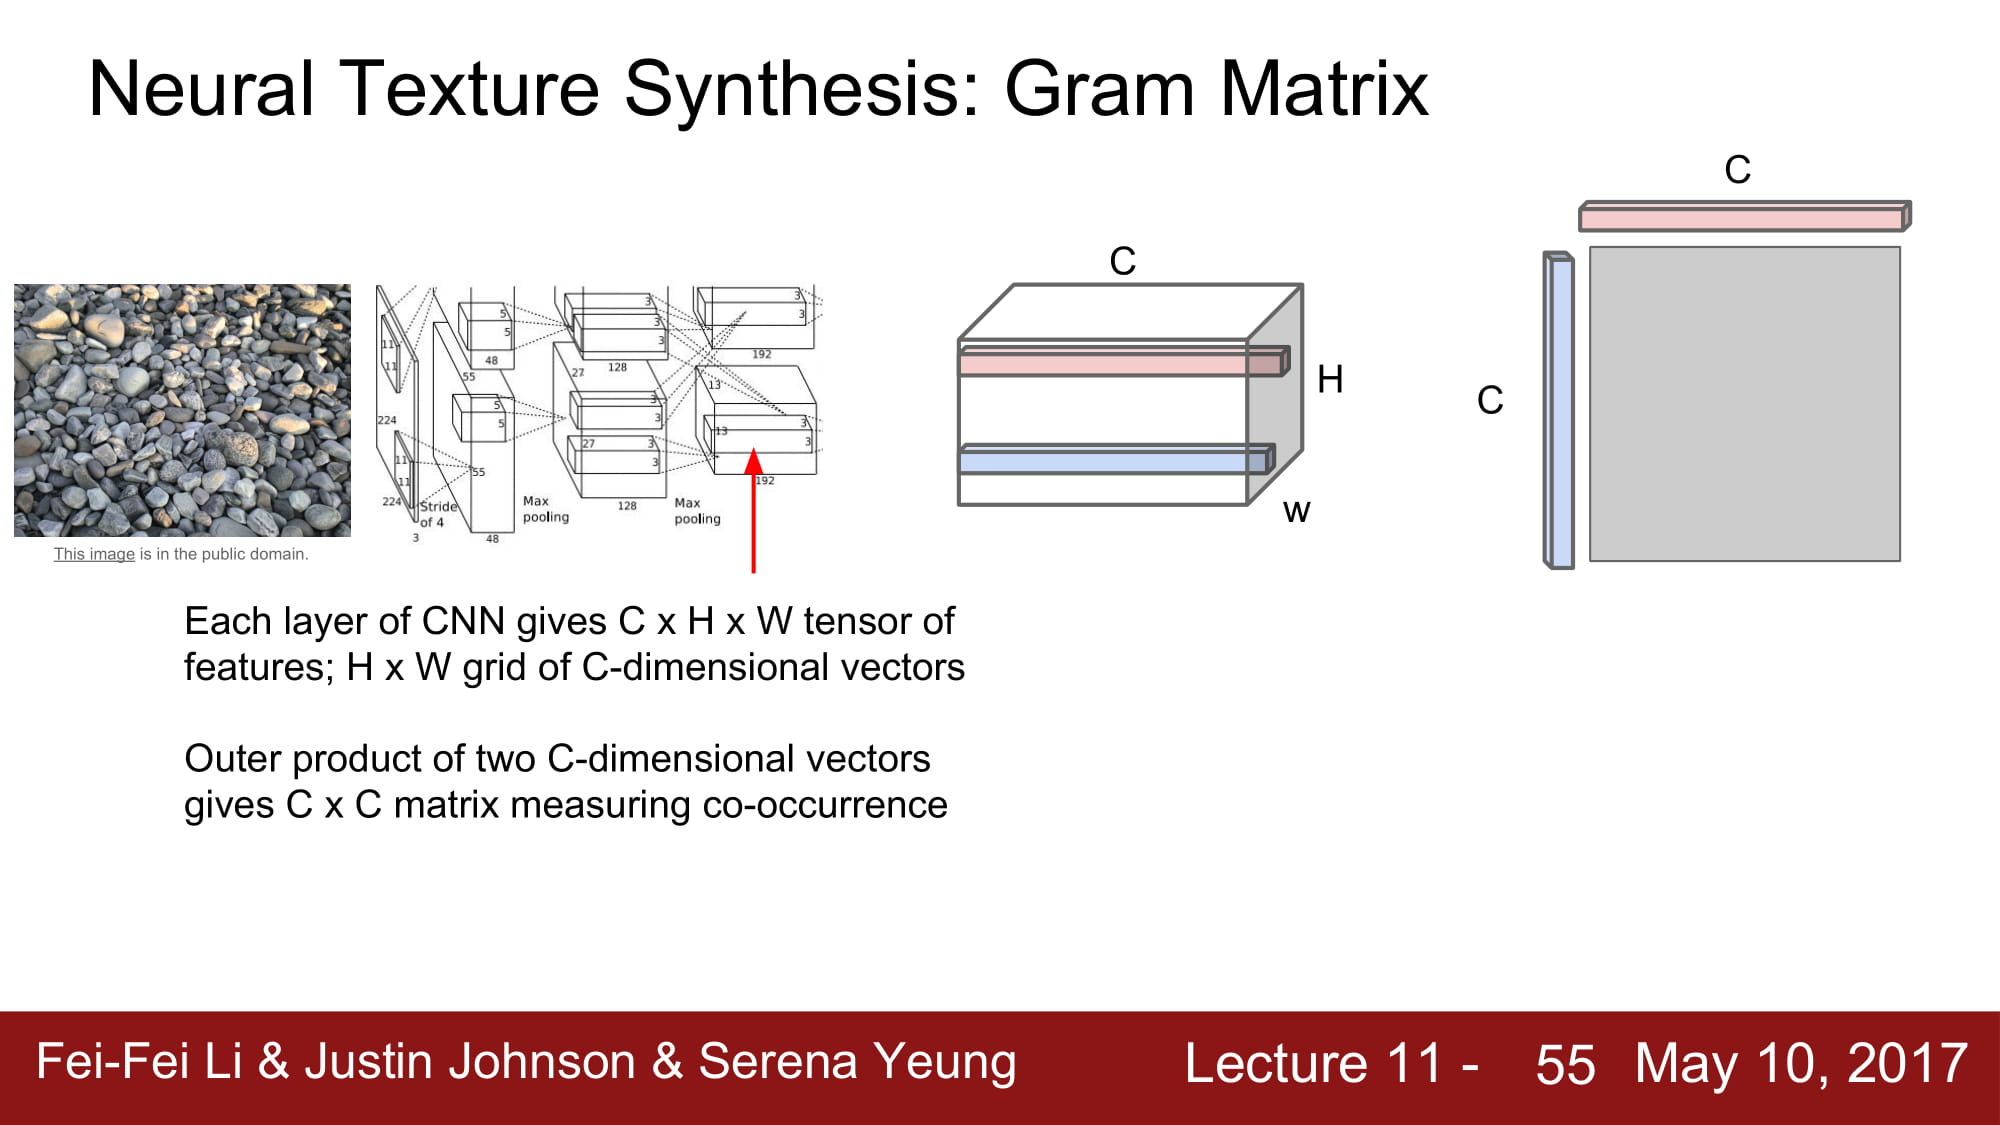 Neural Texture Synthesis: Gram Matrix
C
C
H
w
C
11
11
224
11
11
224
3
Stride
of 4
5
5
48
55
5
5
55
48
Max
pooling
3
3
3
128
27
3
3
27
3
3
128
Max
pooling
3
3
192
13
3
13
3
192
This image is in the public domain.
Each layer of CNN gives C x H x W tensor of
features; H x W grid of C-dimensional vectors
Outer product of two C-dimensional vectors
gives C x C matrix measuring co-occurrence
Fei-Fei Li & Justin Johnson & Serena Yeung
Lecture 11 - 55 May 10, 2017